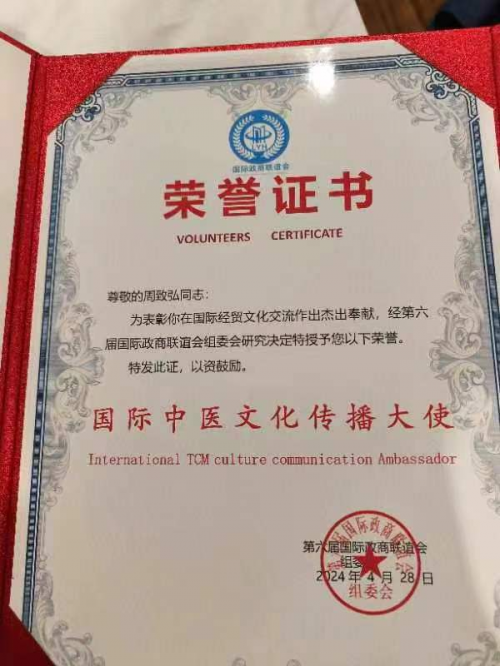 国际政商联谊会
荣誉证书
VOLUNTEERS CERTIFICATE
尊敬的周致弘同志：
为表彰你在国际经贸文化交流作出杰出奉献，经第六
届国际政商联谊会组委会研究决定特授予您以下荣誉。
特发此证，以资鼓励。
国际中医文化传播大使
International TCM culture communication Ambassador
第六届国际政商联谊会
组委会
2024年4月28日